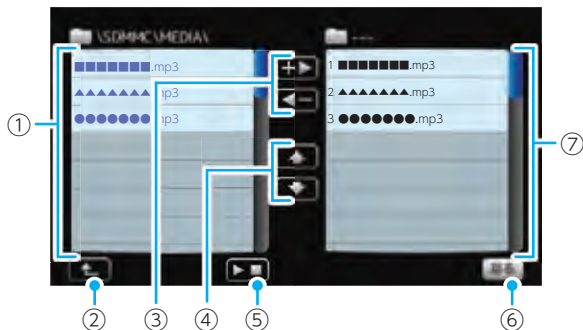 \SDMMC\MEDIA\
---
■■■■■■■.mp3
▲▲▲▲▲▲▲.mp3
●●●●●●●.mp3
1 ■■■■■■■.mp3
2 ▲▲▲▲▲▲▲.mp3
3 ●●●●●●●.mp3
①
②
③
④
⑤
⑥
⑦